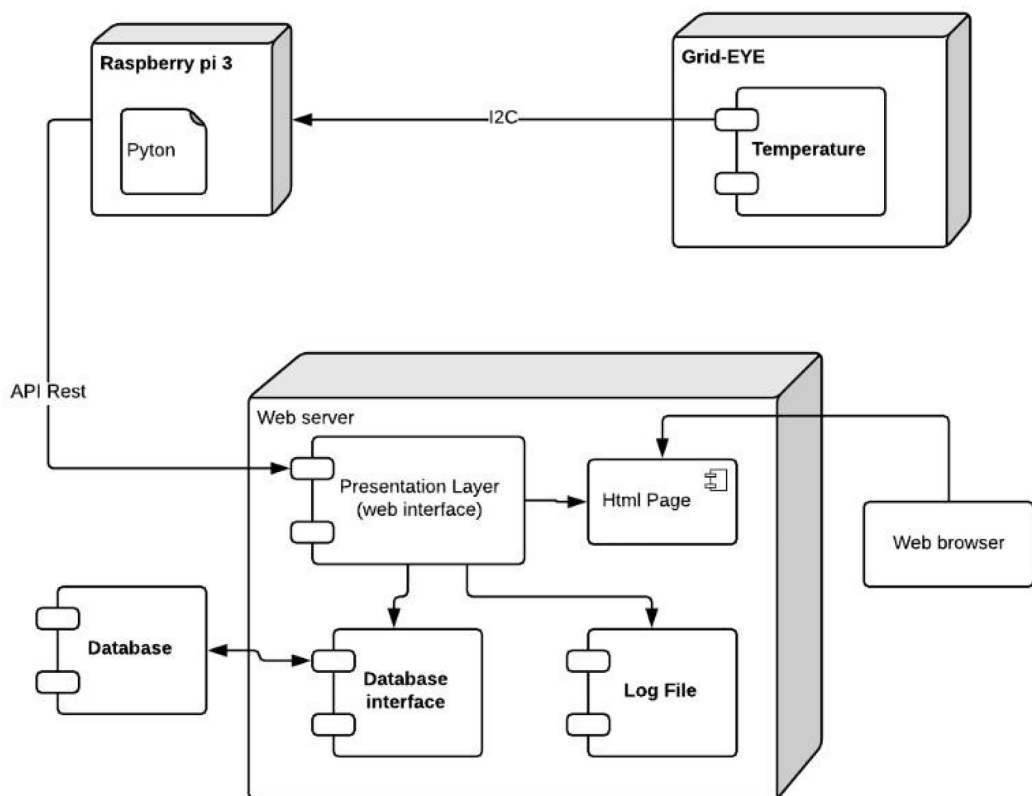 Raspberry pi 3
Pyton
I2C
Grid-EYE
Temperature
API Rest
Web server
Presentation Layer
(web interface)
Html Page
Web browser
Database
Database
interface
Log File